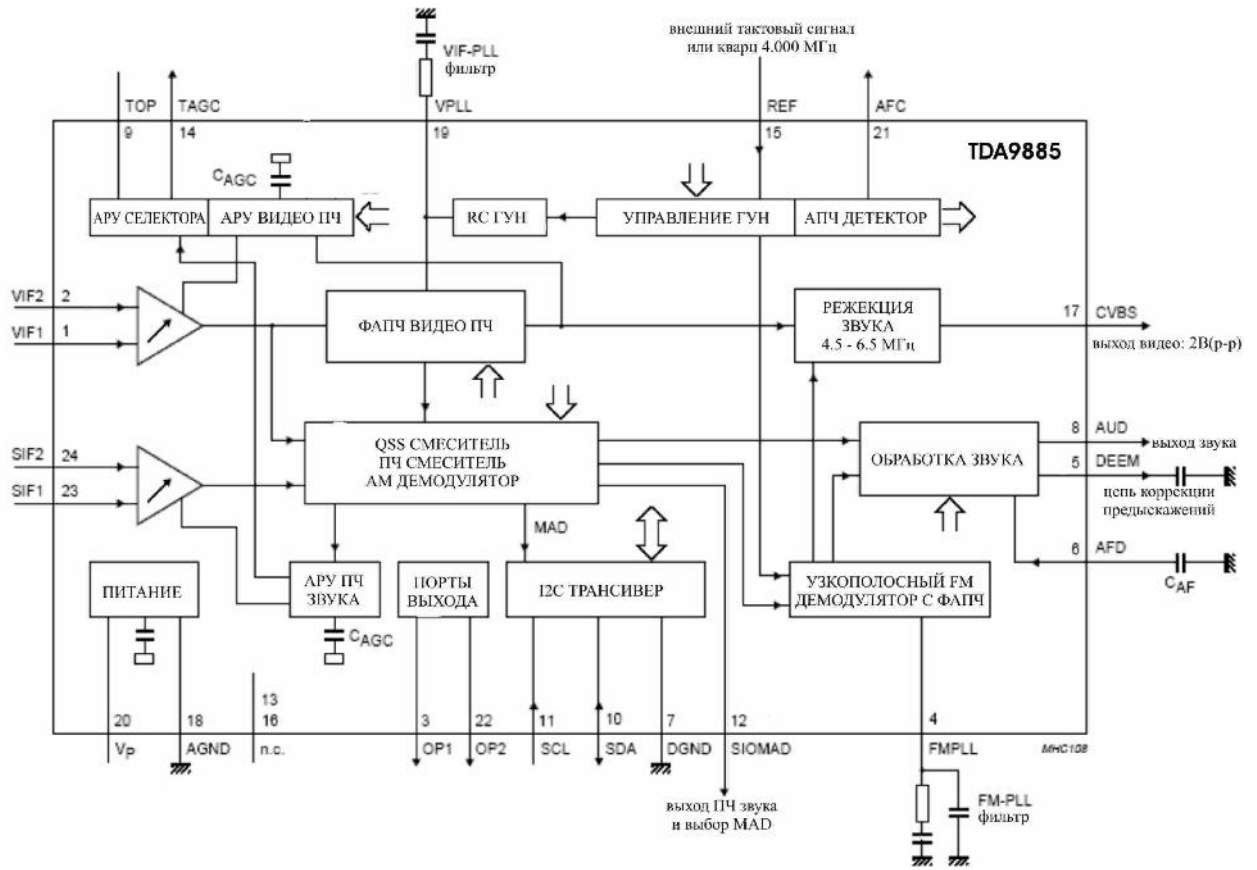 внешний тактовый сигнал
или кварц 4.000 МГц
VIF-PLL
фильтр
TOP
TAGC
VPLL
REF
AFC
9
14
19
15
21
TDA9885
CAGC
АРУ СЕЛЕКТОРА
АРУ ВИДЕО ПЧ
RC ГУН
УПРАВЛЕНИЕ ГУН
АПЧ ДЕТЕКТОР
VIF2
2
VIF1
1
ФАПЧ ВИДЕО ПЧ
РЕЖЕКЦИЯ
ЗВУКА
4.5 - 6.5 МГц
17
CVBS
выход видео: 2В(p-p)
SIF2
24
SIF1
23
QSS СМЕСИТЕЛЬ
ПЧ СМЕСИТЕЛЬ
АМ ДЕМОДУЛЯТОР
ОБРАБОТКА ЗВУКА
8
AUD
выход звука
5
DEEM
цепь коррекции
предыскажений
MAD
6
AFD
CAF
ПИТАНИЕ
АРУ ПЧ
ЗВУКА
CAGC
ПОРТЫ
ВЫХОДА
I2C ТРАНСИВЕР
УЗКОПОЛОСНЫЙ FM
ДЕМОДУЛЯТОР С ФАПЧ
20
18
13
16
3
22
11
10
7
12
4
VP
AGND
n.c.
OP1
OP2
SCL
SDA
DGND
SIOMAD
FMPLL
MHC108
выход ПЧ звука
и выбор MAD
FM-PLL
фильтр